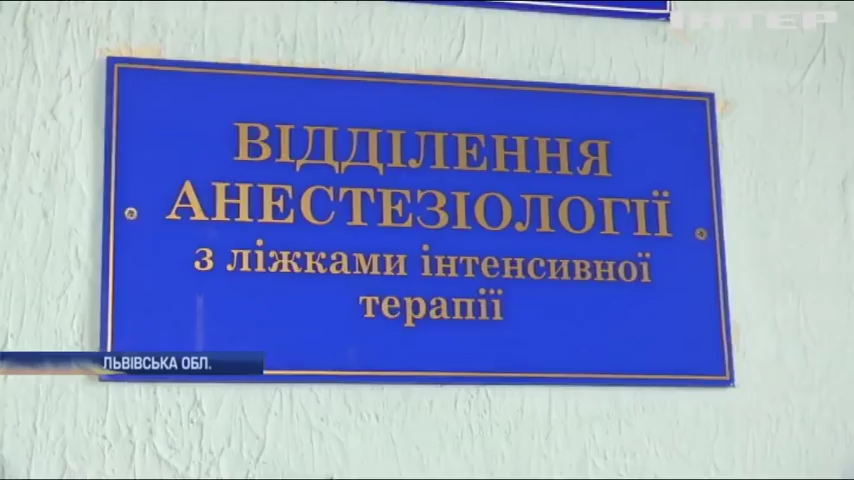 ІНТЕР
ВІДДІЛЕННЯ
АНЕСТЕЗІОЛОГІЇ
з ліжками інтенсивної
терапії
ЛЬВІВСЬКА ОБЛ.